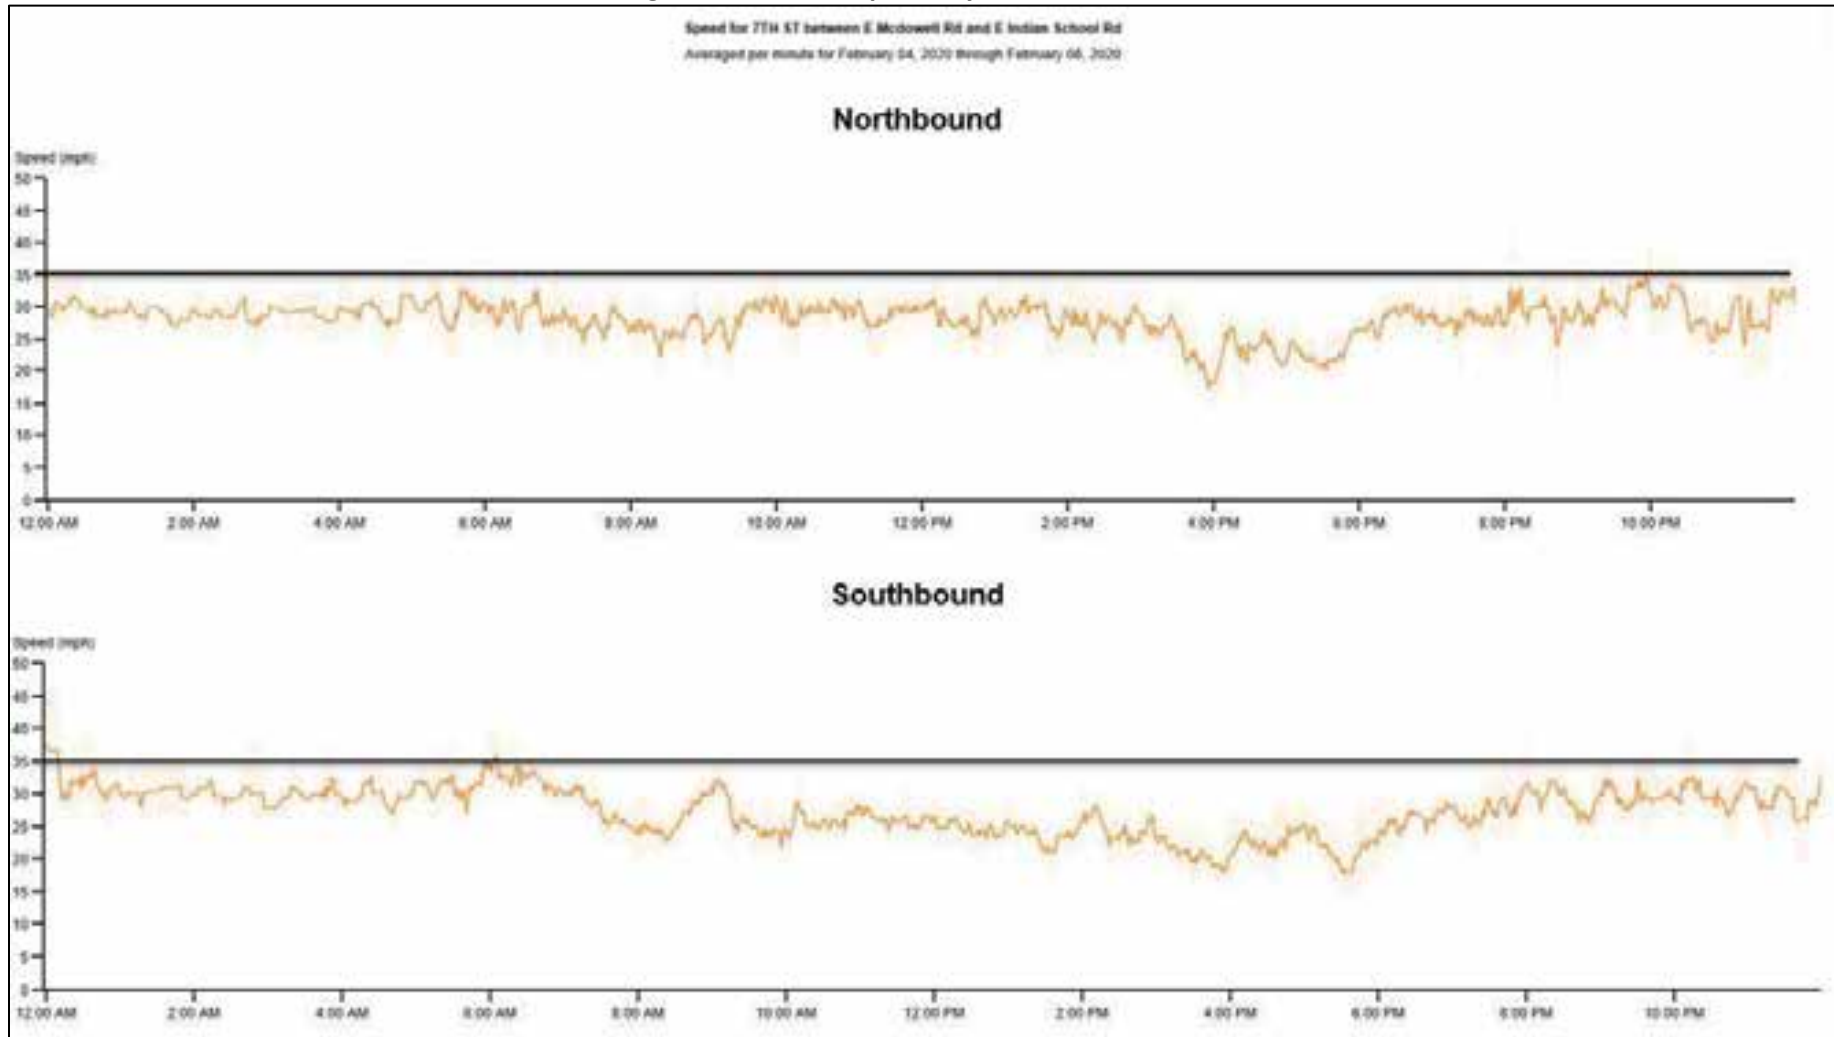 Speed for 7TH ST between E Mcdowell Rd and E Indian School Rd
Averaged per minute for February 04, 2020 through February 06, 2020
Northbound
Speed (mph)
50
45
40
35
30
25
20
15
10
5
0
12:00 AM 2:00 AM 4:00 AM 6:00 AM 8:00 AM 10:00 AM 12:00 PM 2:00 PM 4:00 PM 6:00 PM 8:00 PM 10:00 PM
Southbound
Speed (mph)
50
45
40
35
30
25
20
15
10
5
0
12:00 AM 2:00 AM 4:00 AM 6:00 AM 8:00 AM 10:00 AM 12:00 PM 2:00 PM 4:00 PM 6:00 PM 8:00 PM 10:00 PM